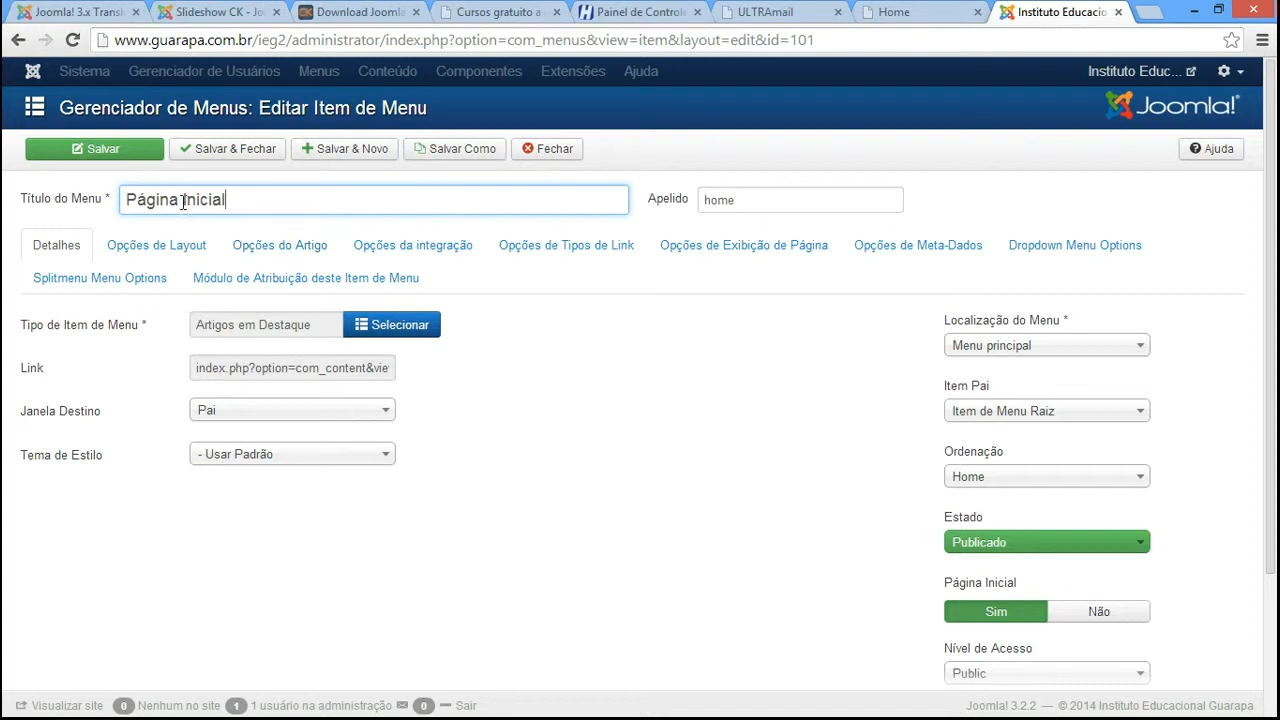 Joomla! 3.x Transl
Slideshow CK - Joo
Download Joomla
Cursos gratuito a
Painel de Control
ULTRAmail
Home
Instituto Educacio
www.guarapa.com.br/ieg2/administrator/index.php?option=com_menus&view=item&layout=edit&id=101
Sistema Gerenciador de Usuários Menus Conteúdo Componentes Extensões Ajuda Instituto Educ...
Gerenciador de Menus: Editar Item de Menu
Joomla!®
Salvar Salvar & Fechar Salvar & Novo Salvar Como Fechar Ajuda
Título do Menu * Página Inicial Apelido home
Detalhes Opções de Layout Opções do Artigo Opções da integração Opções de Tipos de Link Opções de Exibição de Página Opções de Meta-Dados Dropdown Menu Options
Splitmenu Menu Options Módulo de Atribuição deste Item de Menu
Tipo de Item de Menu * Artigos em Destaque Selecionar
Link index.php?option=com_content&vie
Janela Destino Pai
Tema de Estilo - Usar Padrão
Localização do Menu *
Menu principal
Item Pai
Item de Menu Raiz
Ordenação
Home
Estado
Publicado
Página Inicial
Sim Não
Nível de Acesso
Public
Visualizar site 0 Nenhum no site 1 1 usuário na administração 0 Sair Joomla! 3.2.2 — © 2014 Instituto Educacional Guarapa